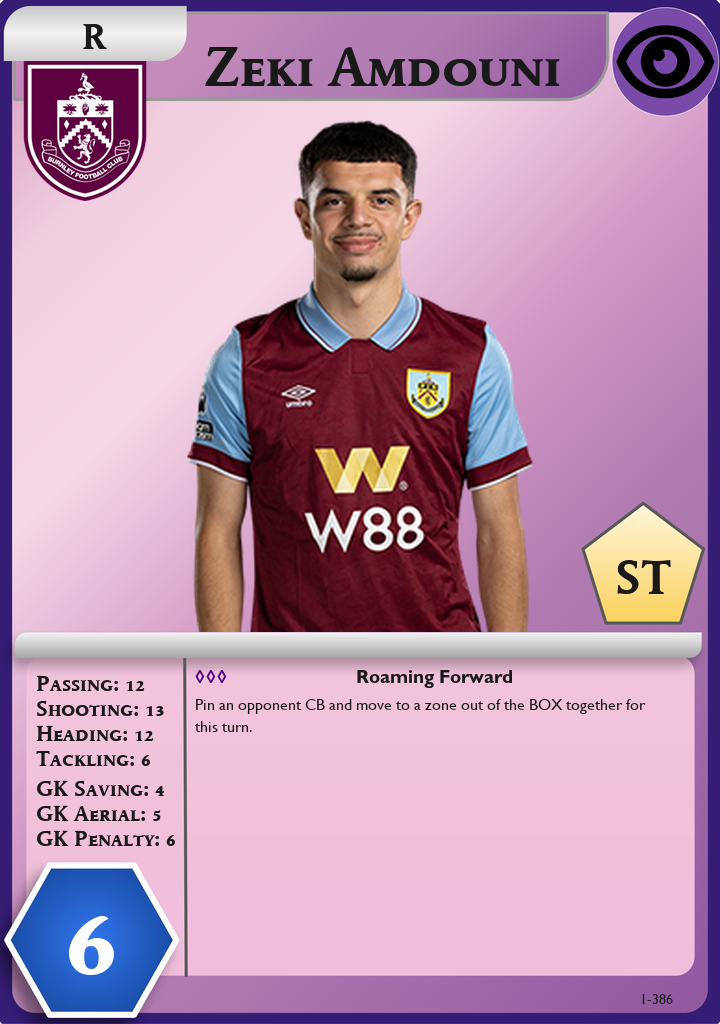 R
Zeki Amdouni
BURNLEY FOOTBALL CLUB
umbro
W88
ST
Passing: 12
Shooting: 13
Heading: 12
Tackling: 6
GK Saving: 4
GK Aerial: 5
GK Penalty: 6
6
Roaming Forward
Pin an opponent CB and move to a zone out of the BOX together for
this turn.
1-386